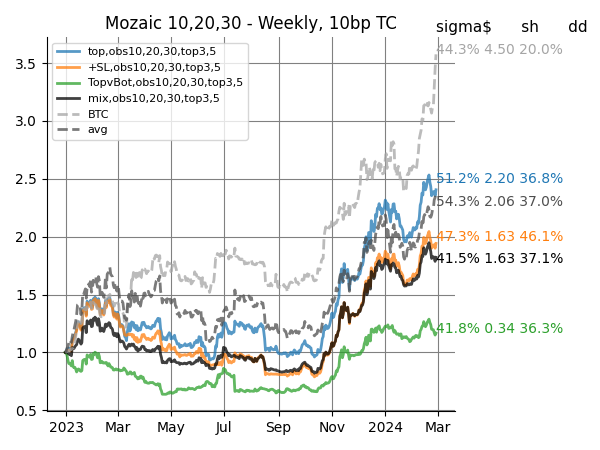 Mozaic 10,20,30 - Weekly, 10bp TC
sigma$ sh dd
44.3% 4.50 20.0%
3.5
3.0
2.5
2.0
1.5
1.0
0.5
top,obs10,20,30,top3,5
+SL,obs10,20,30,top3,5
TopvBot,obs10,20,30,top3,5
mix,obs10,20,30,top3,5
BTC
avg
51.2% 2.20 36.8%
54.3% 2.06 37.0%
47.3% 1.63 46.1%
41.5% 1.63 37.1%
41.8% 0.34 36.3%
2023 Mar May Jul Sep Nov 2024 Mar